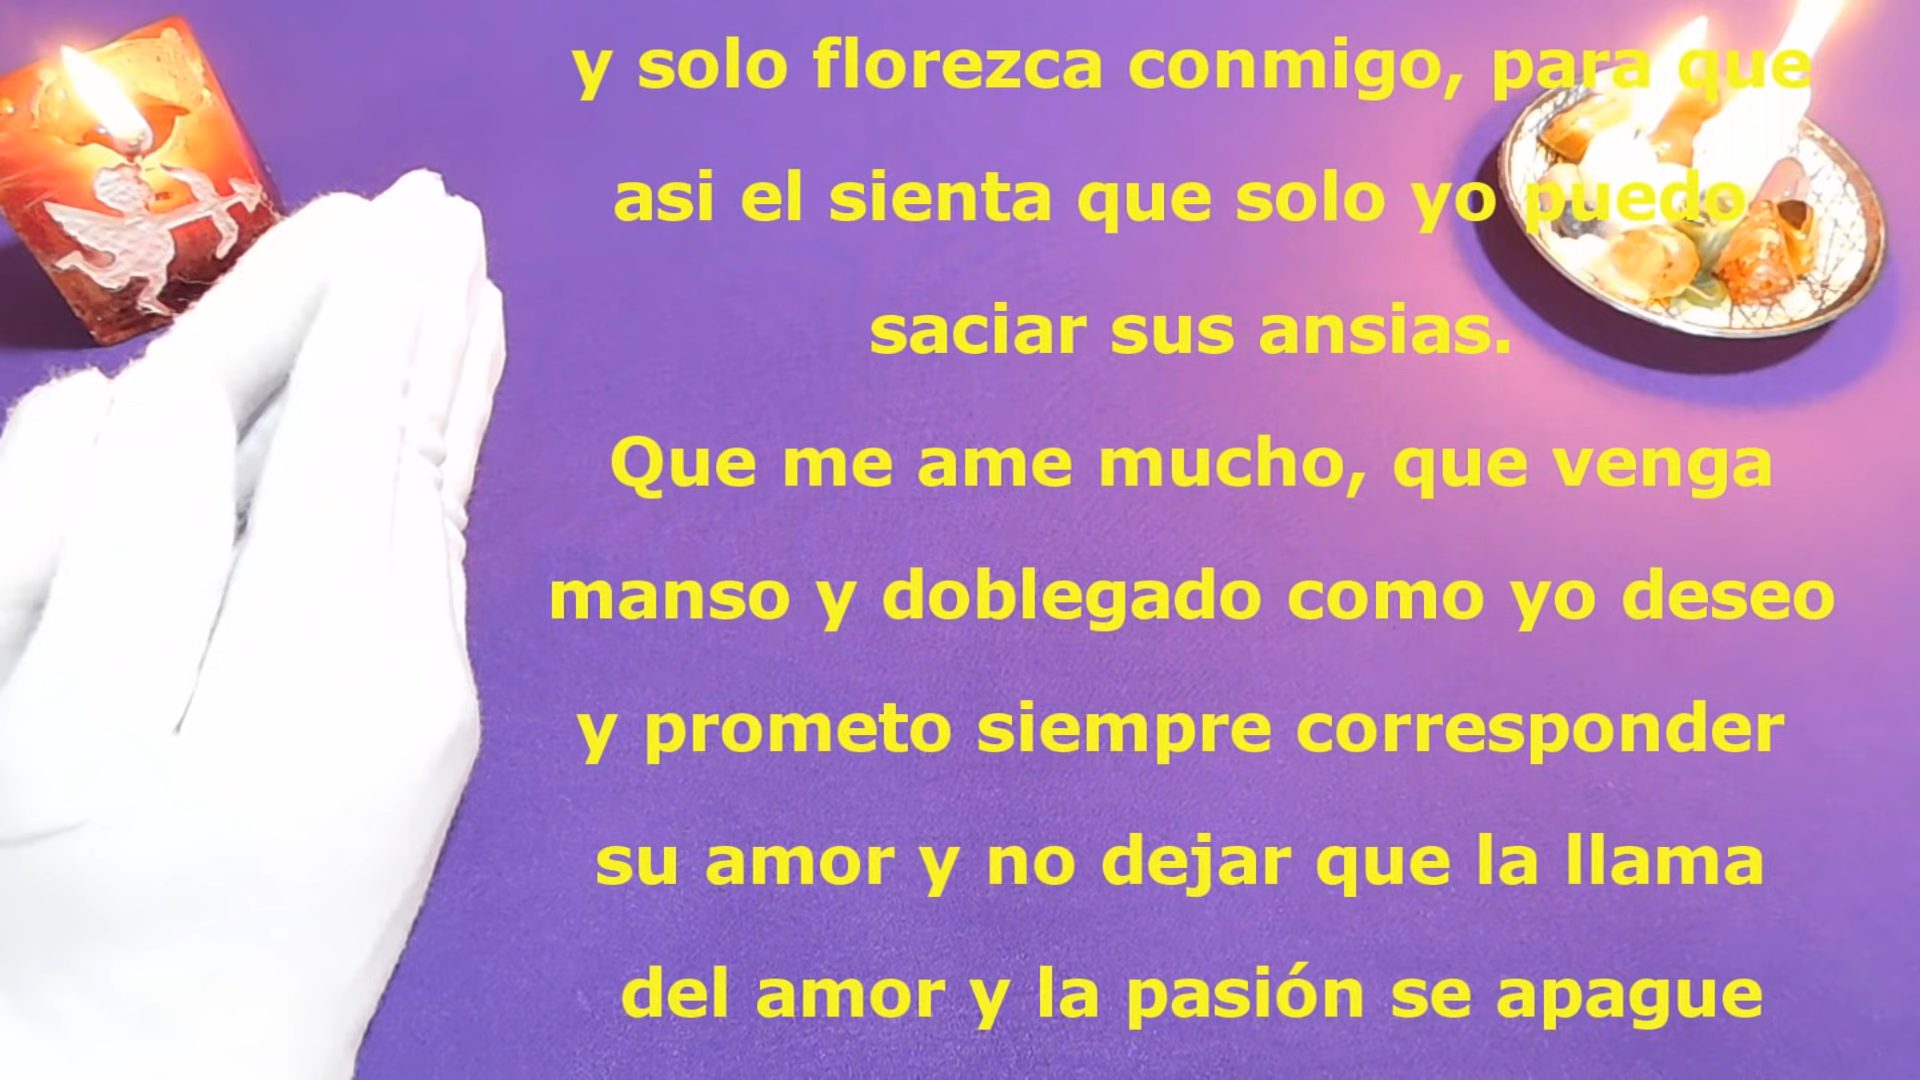 y solo florezca conmigo, para que
asi el sienta que solo yo puedo
saciar sus ansias.
Que me ame mucho, que venga
manso y doblegado como yo deseo
y prometo siempre corresponder
su amor y no dejar que la llama
del amor y la pasión se apague